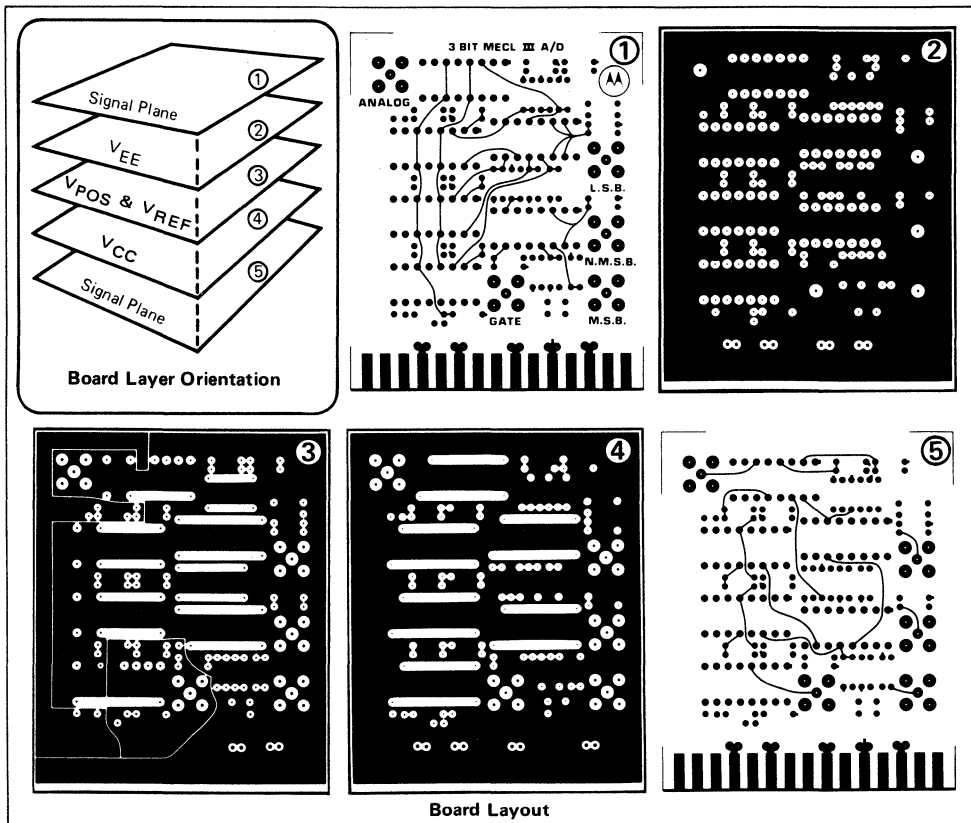 Signal Plane ①
VEE ②
VPOS & VREF ③
VCC ④
Signal Plane ⑤
Board Layer Orientation
①
3 BIT MECL III A/D
ANALOG
L.S.B.
N.M.S.B.
GATE
M.S.B.
②
③
④
⑤
Board Layout